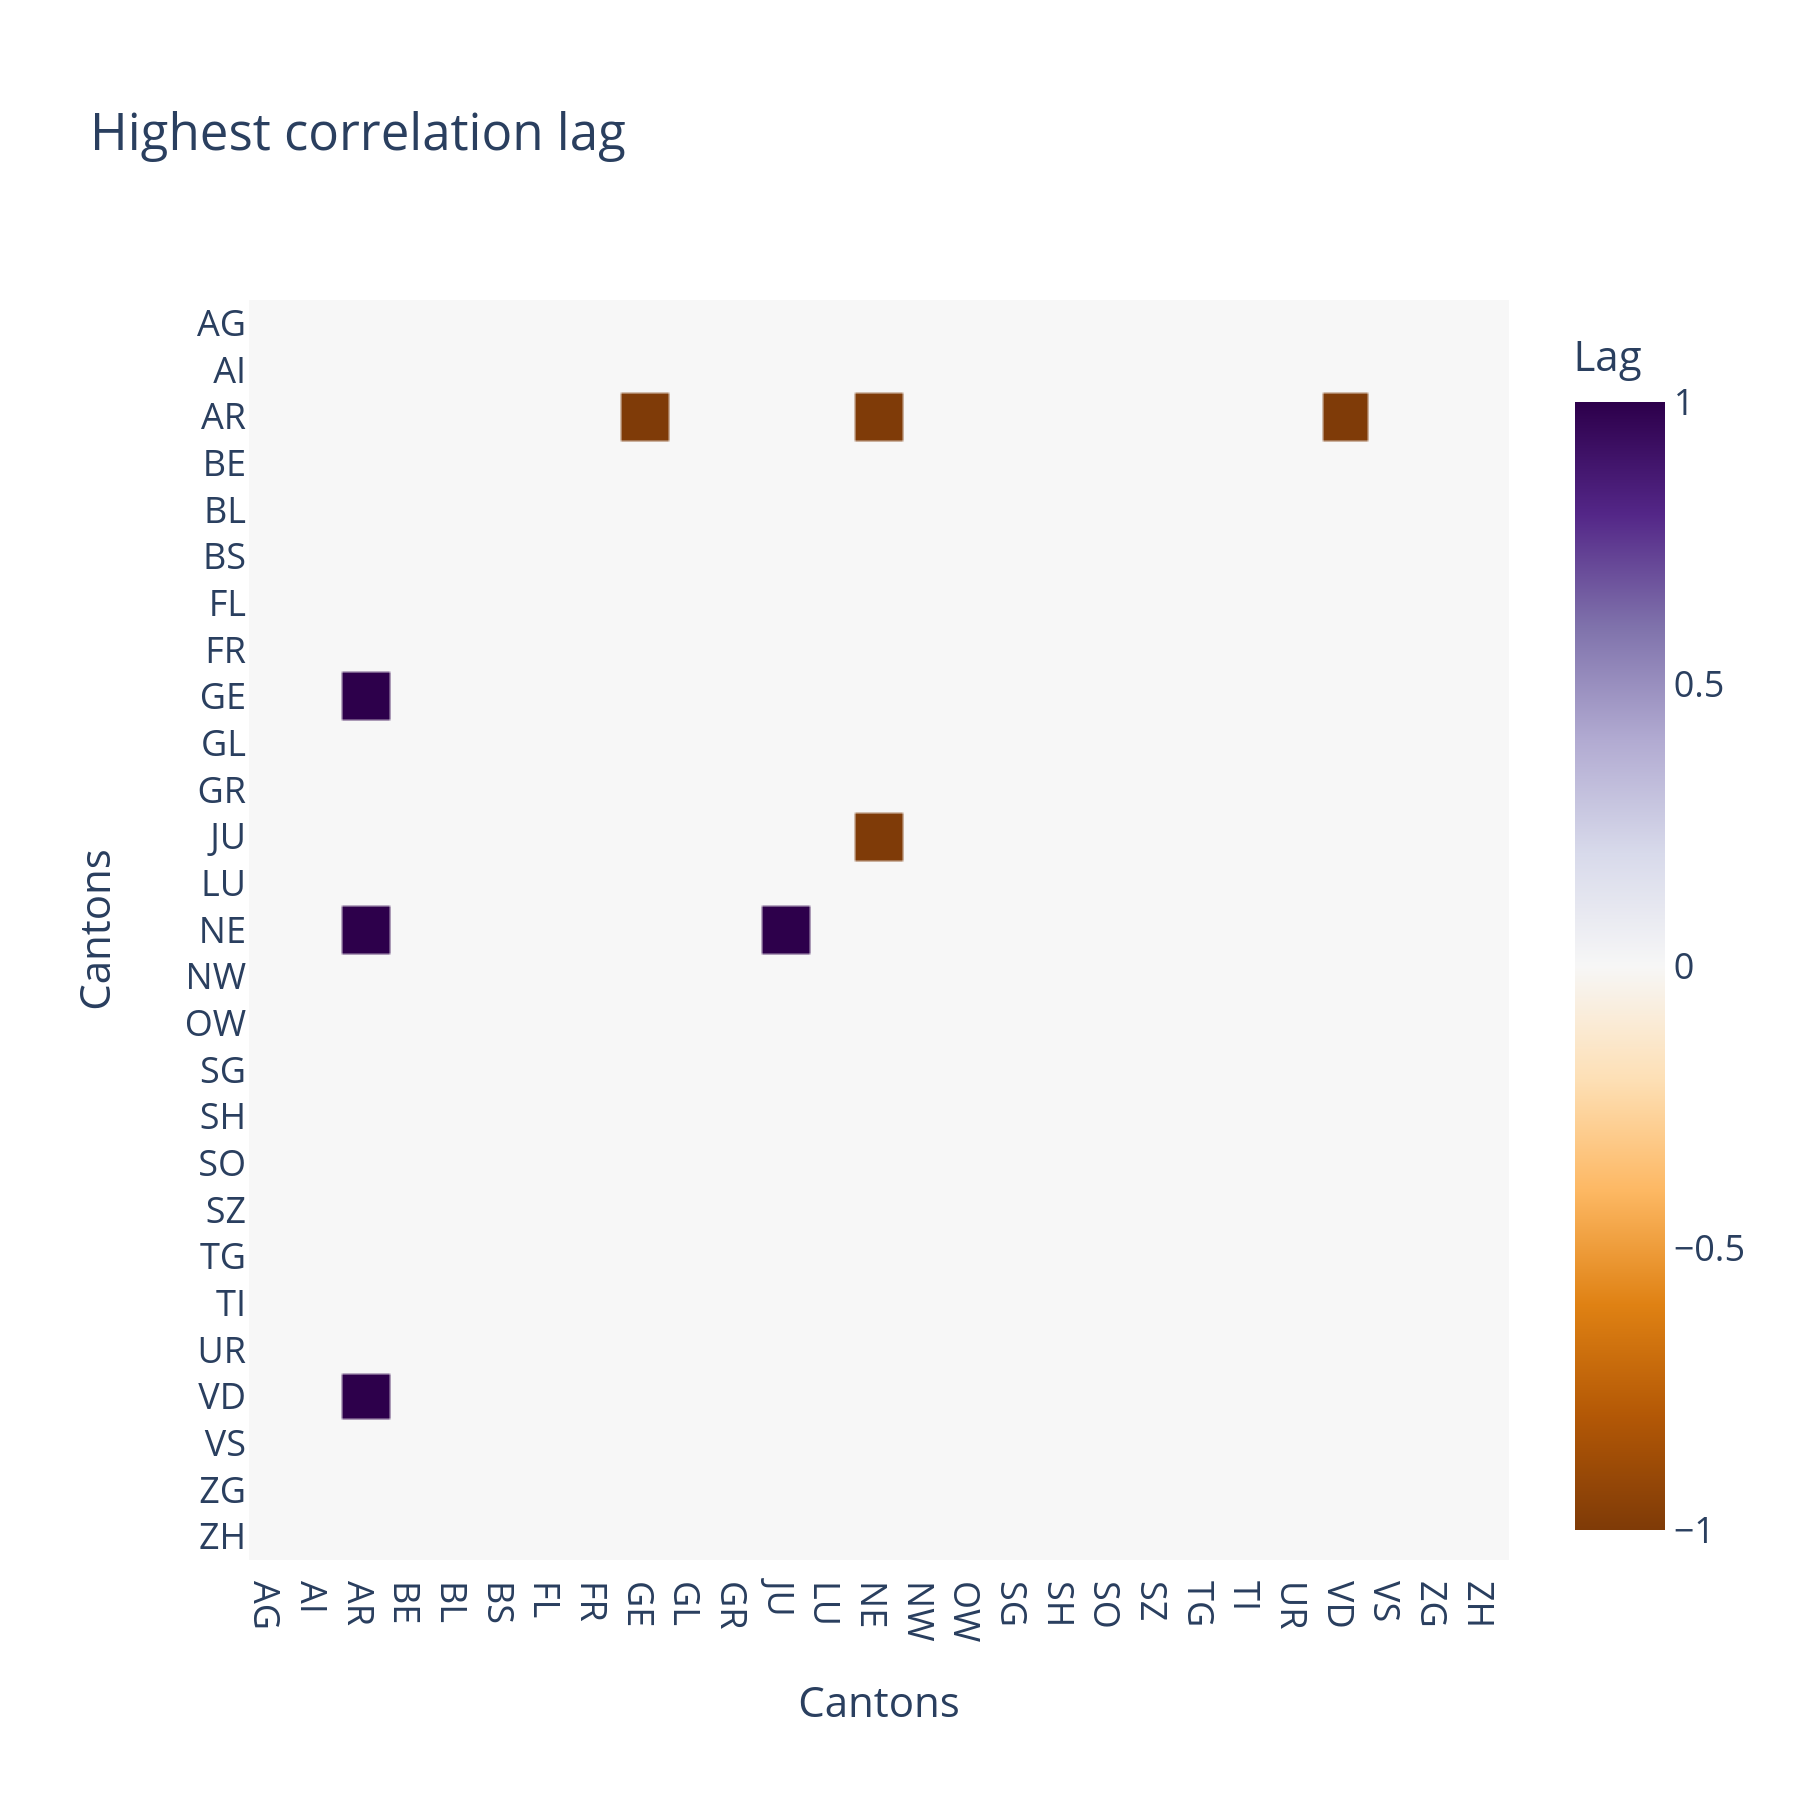 Highest correlation lag
Lag
1
0.5
0
−0.5
−1
Cantons
AG
AI
AR
BE
BL
BS
FL
FR
GE
GL
GR
JU
LU
NE
NW
OW
SG
SH
SO
SZ
TG
TI
UR
VD
VS
ZG
ZH
AG
AI
AR
BE
BL
BS
FL
FR
GE
GL
GR
JU
LU
NE
NW
OW
SG
SH
SO
SZ
TG
TI
UR
VD
VS
ZG
ZH
Cantons